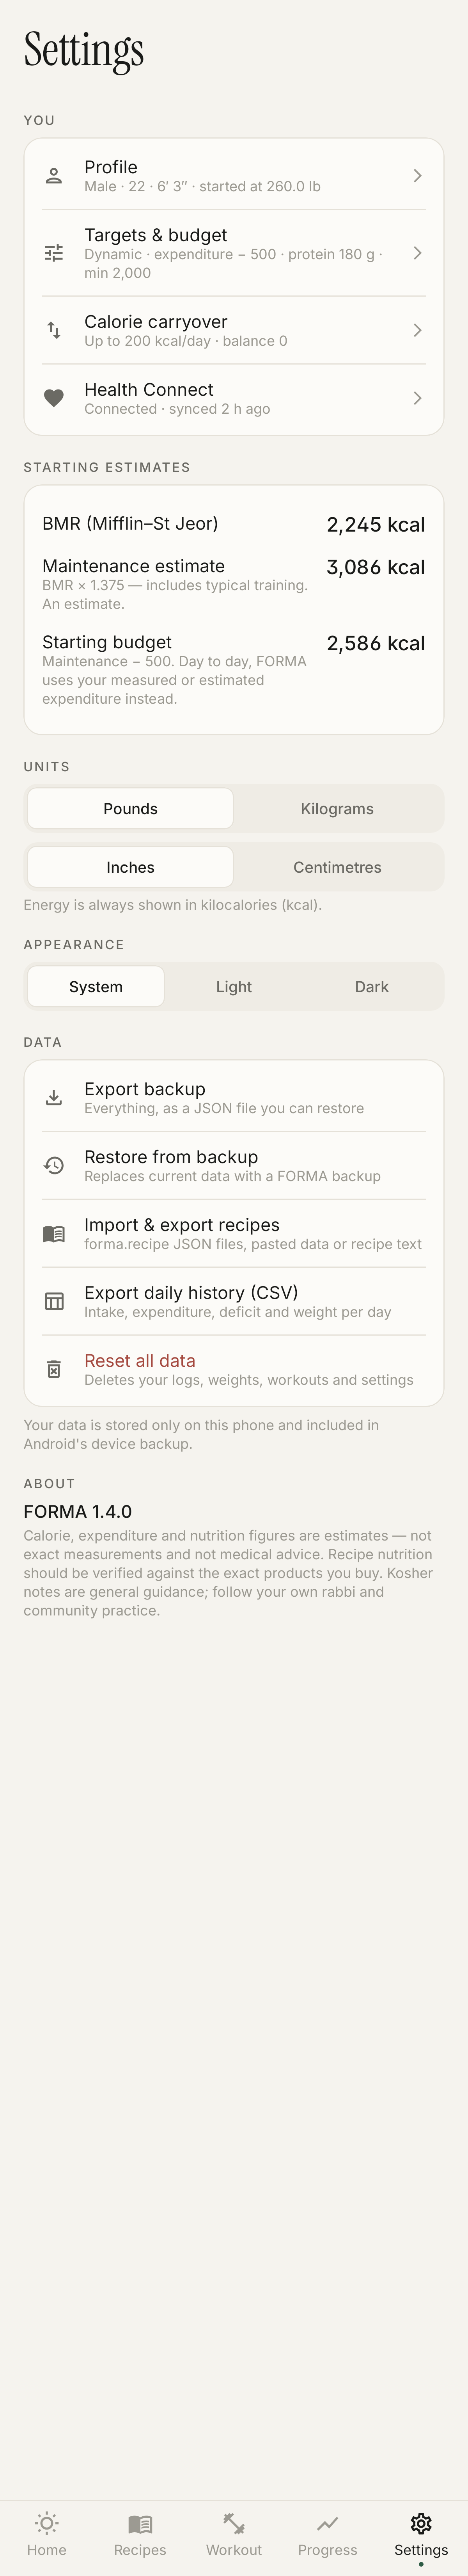 Settings
YOU
Profile
Male · 22 · 6′ 3″ · started at 260.0 lb
Targets & budget
Dynamic · expenditure − 500 · protein 180 g ·
min 2,000
Calorie carryover
Up to 200 kcal/day · balance 0
Health Connect
Connected · synced 2 h ago
STARTING ESTIMATES
BMR (Mifflin–St Jeor) 2,245 kcal
Maintenance estimate 3,086 kcal
BMR × 1.375 — includes typical training.
An estimate.
Starting budget 2,586 kcal
Maintenance − 500. Day to day, FORMA
uses your measured or estimated
expenditure instead.
UNITS
Pounds Kilograms
Inches Centimetres
Energy is always shown in kilocalories (kcal).
APPEARANCE
System Light Dark
DATA
Export backup
Everything, as a JSON file you can restore
Restore from backup
Replaces current data with a FORMA backup
Import & export recipes
forma.recipe JSON files, pasted data or recipe text
Export daily history (CSV)
Intake, expenditure, deficit and weight per day
Reset all data
Deletes your logs, weights, workouts and settings
Your data is stored only on this phone and included in
Android's device backup.
ABOUT
FORMA 1.4.0
Calorie, expenditure and nutrition figures are estimates — not
exact measurements and not medical advice. Recipe nutrition
should be verified against the exact products you buy. Kosher
notes are general guidance; follow your own rabbi and
community practice.
Home Recipes Workout Progress Settings